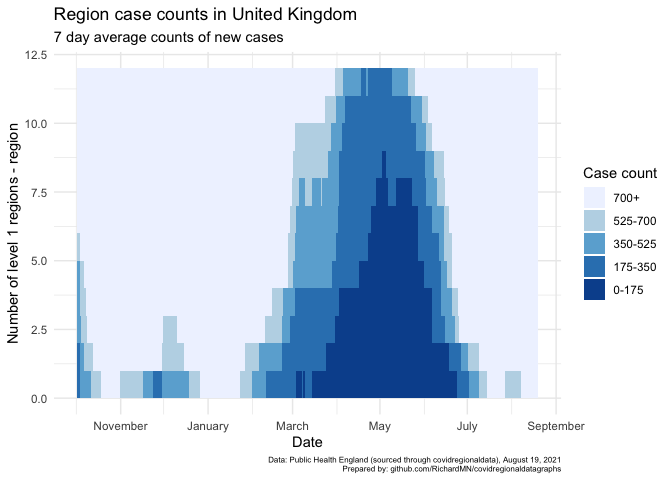 Region case counts in United Kingdom
7 day average counts of new cases
Number of level 1 regions - region
12.5
10.0
7.5
5.0
2.5
0.0
November
January
March
May
July
September
Date
Case count
700+
525-700
350-525
175-350
0-175
Data: Public Health England (sourced through covidregionaldata), August 19, 2021
Prepared by: github.com/RichardMN/covidregionaldatagraphs